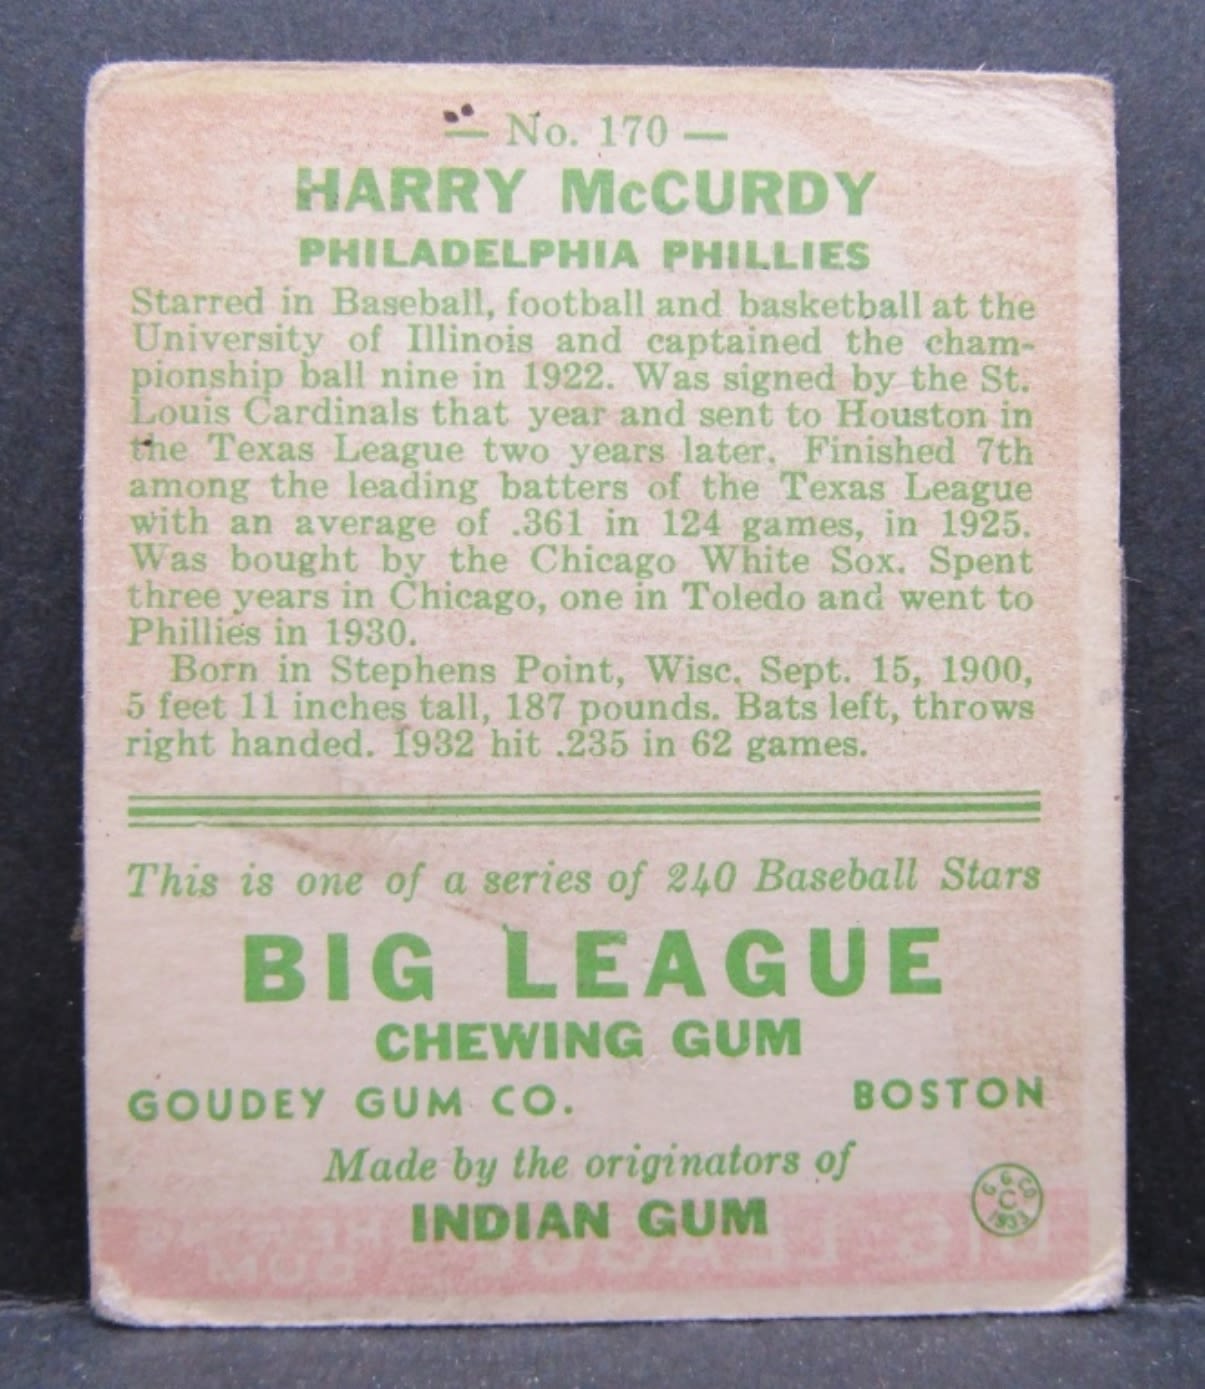 — No. 170 —
HARRY McCURDY
PHILADELPHIA PHILLIES
Starred in Baseball, football and basketball at the
University of Illinois and captained the cham-
pionship ball nine in 1922. Was signed by the St.
Louis Cardinals that year and sent to Houston in
the Texas League two years later. Finished 7th
among the leading batters of the Texas League
with an average of .361 in 124 games, in 1925.
Was bought by the Chicago White Sox. Spent
three years in Chicago, one in Toledo and went to
Phillies in 1930.
Born in Stephens Point, Wisc. Sept. 15, 1900,
5 feet 11 inches tall, 187 pounds. Bats left, throws
right handed. 1932 hit .235 in 62 games.
This is one of a series of 240 Baseball Stars
BIG LEAGUE
CHEWING GUM
GOUDEY GUM CO. BOSTON
Made by the originators of
INDIAN GUM
G. G. CO.
C
1933
BIG LEAGUE CHEWING GUM